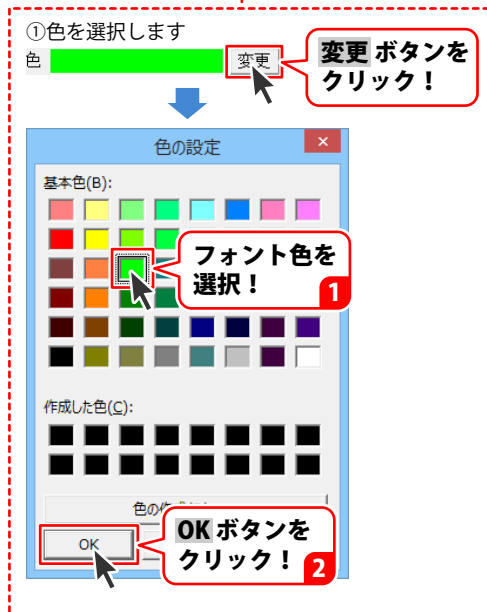 ①色を選択します
色
変更
変更 ボタンを
クリック！
色の設定
×
基本色(B):
フォント色を
選択！
1
作成した色(C):
OK
OK ボタンを
クリック！
2